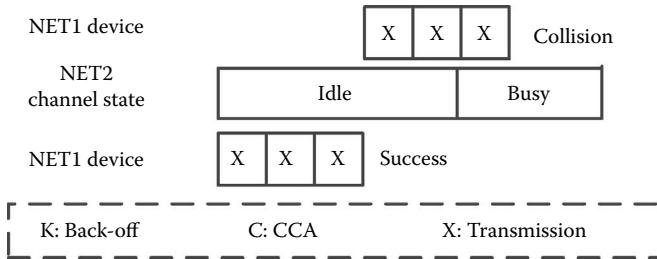 NET1 device
X X X
Collision
NET2
channel state
Idle
Busy
NET1 device
X X X
Success
K: Back-off
C: CCA
X: Transmission